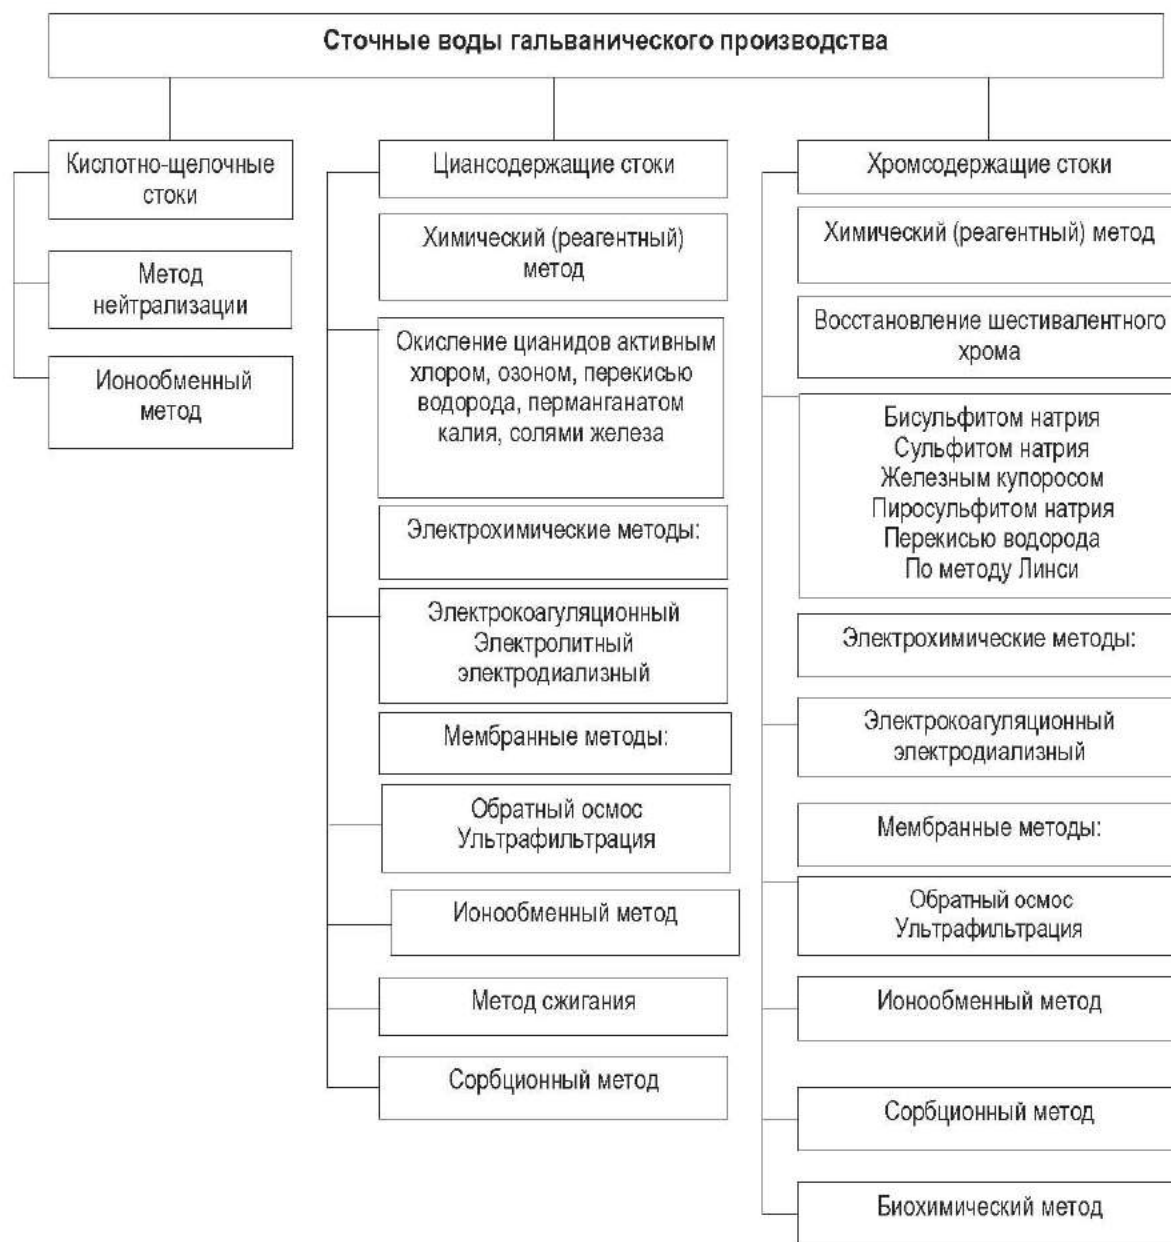 Сточные воды гальванического производства
Кислотно-щелочные
стоки
Метод
нейтрализации
Ионообменный
метод
Циансодержащие стоки
Химический (реагентный)
метод
Окисление цианидов активным
хлором, озоном, перекисью
водорода, перманганатом
калия, солями железа
Электрохимические методы:
Электрокоагуляционный
Электролитный
электродиализный
Мембранные методы:
Обратный осмос
Ультрафильтрация
Ионообменный метод
Метод сжигания
Сорбционный метод
Хромсодержащие стоки
Химический (реагентный) метод
Восстановление шестивалентного
хрома
Бисульфитом натрия
Сульфитом натрия
Железным купоросом
Пиросульфитом натрия
Перекисью водорода
По методу Линси
Электрохимические методы:
Электрокоагуляционный
электродиализный
Мембранные методы:
Обратный осмос
Ультрафильтрация
Ионообменный метод
Сорбционный метод
Биохимический метод